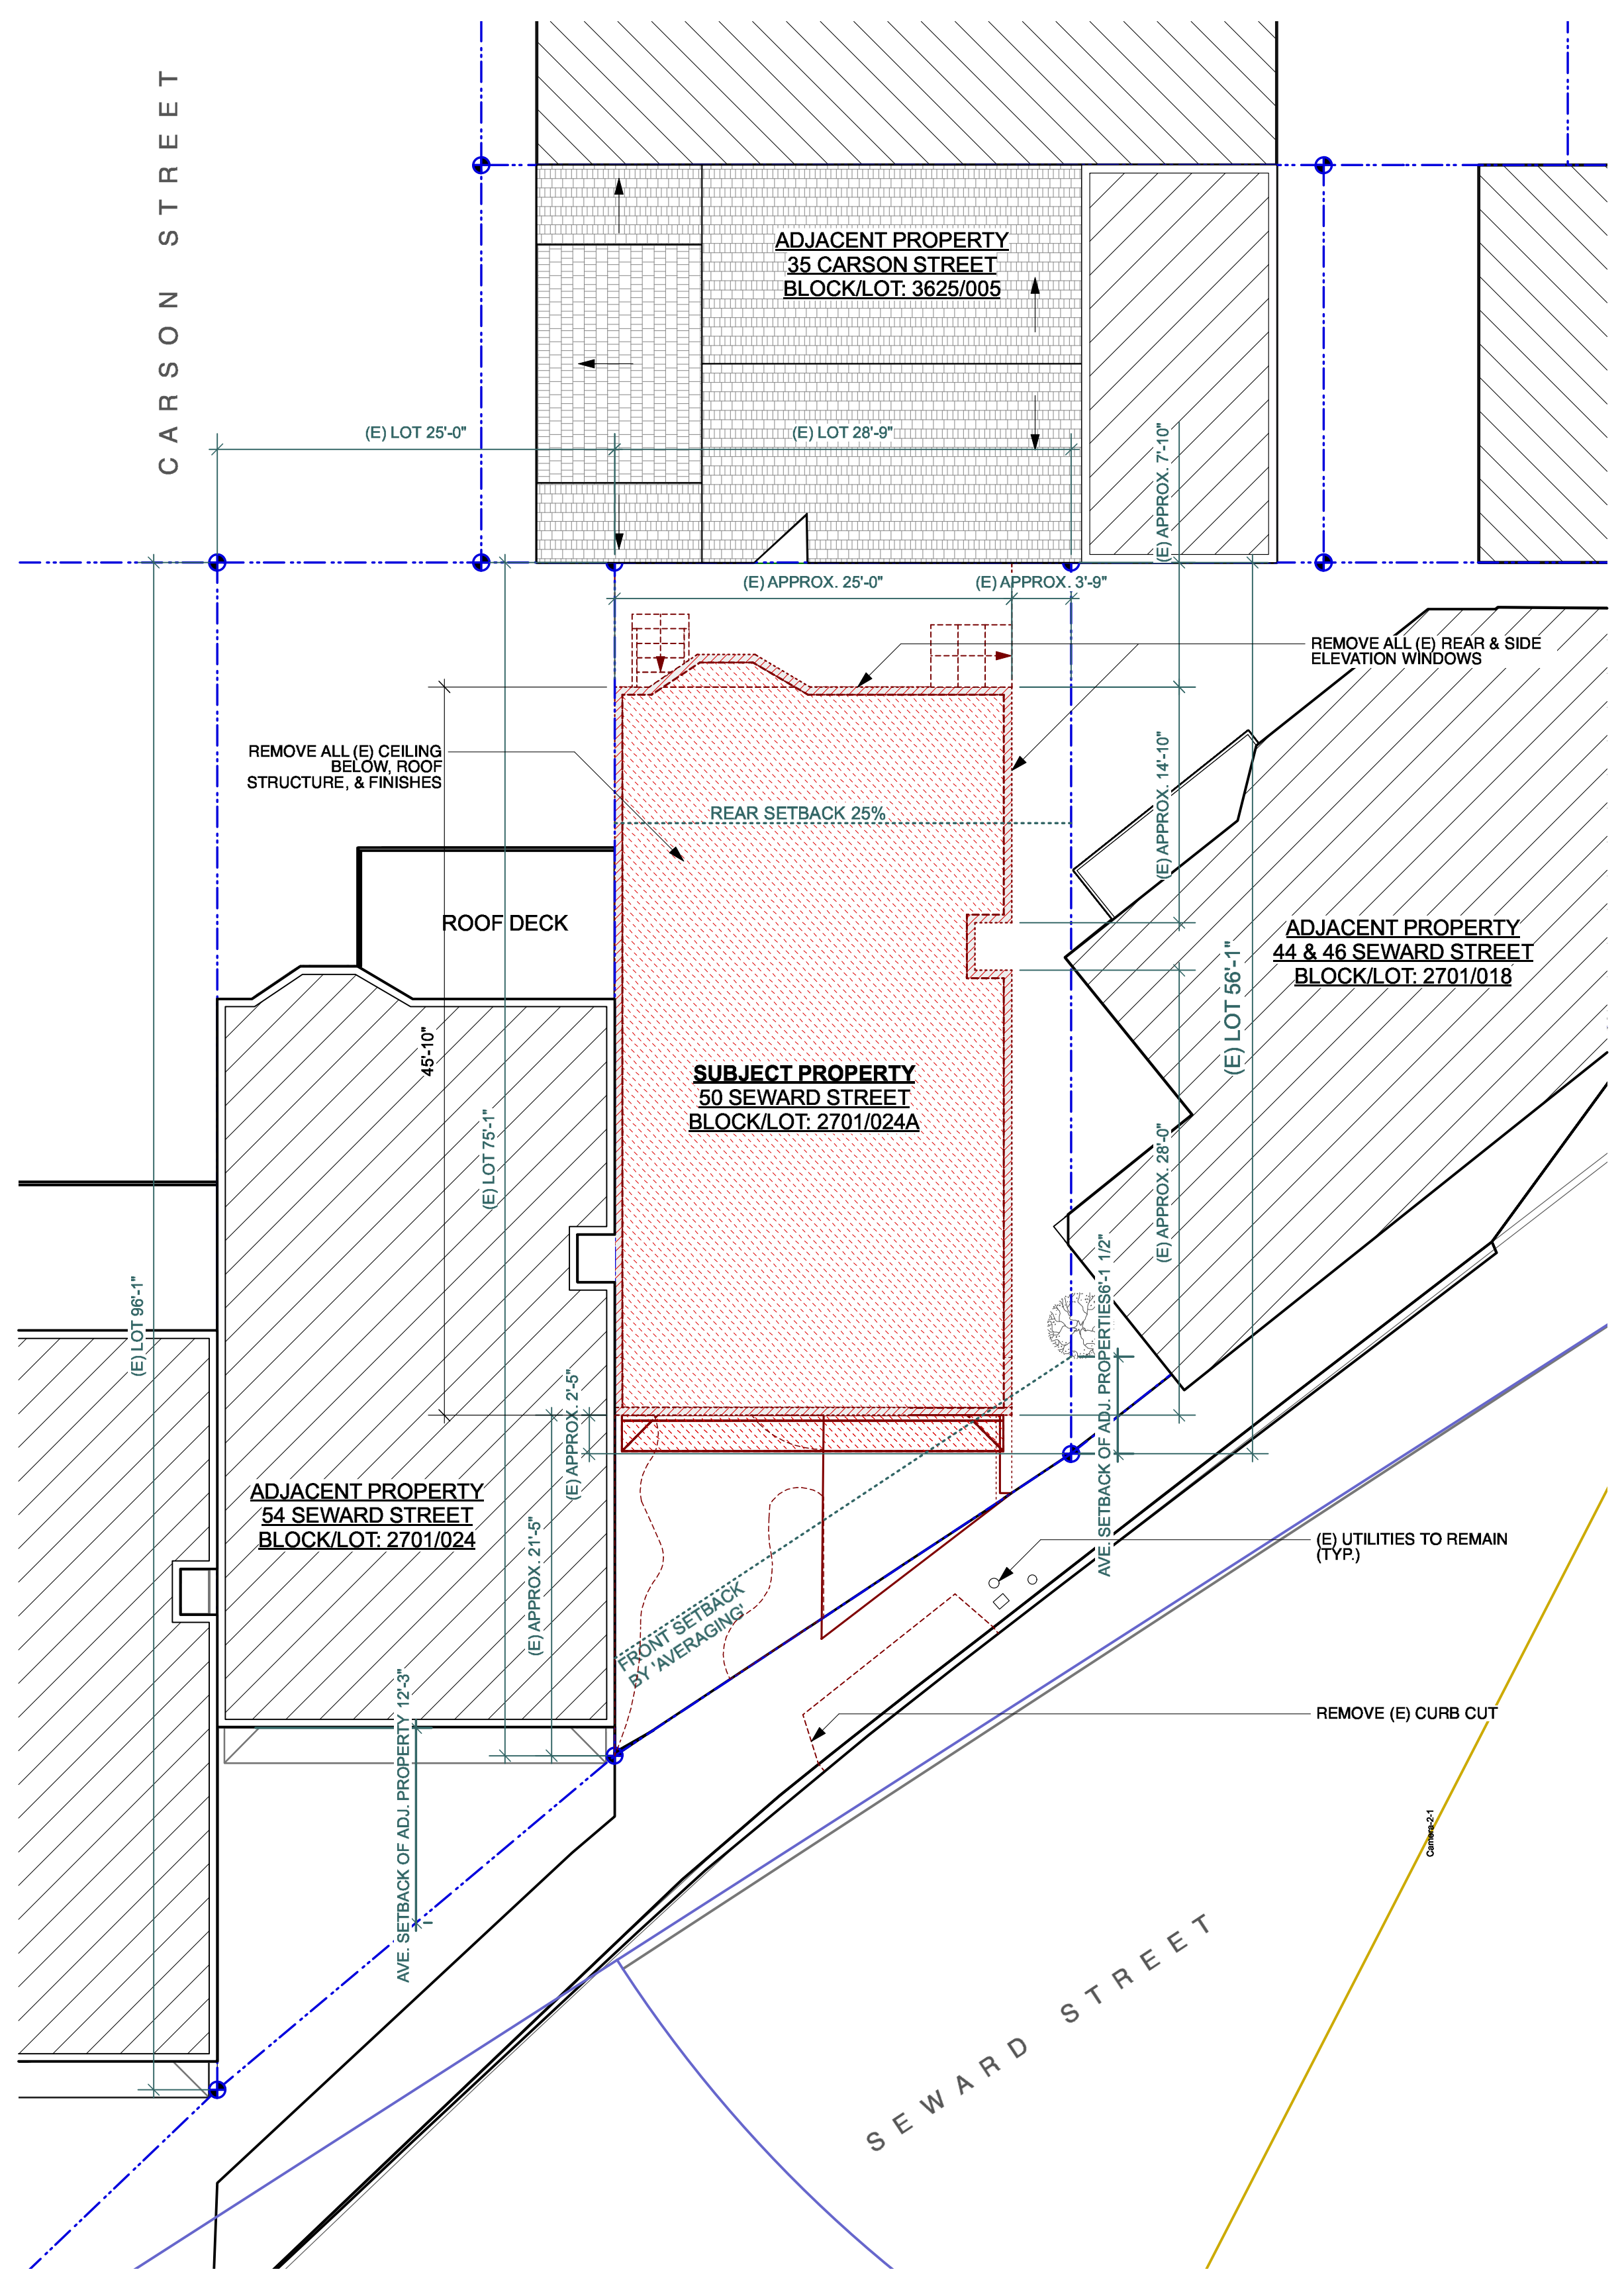 CARSON STREET
ADJACENT PROPERTY
35 CARSON STREET
BLOCK/LOT: 3625/005
(E) LOT 25'-0"
(E) LOT 28'-9"
(E) APPROX. 7'-10"
(E) APPROX. 25'-0"
(E) APPROX. 3'-9"
REMOVE ALL (E) REAR & SIDE
ELEVATION WINDOWS
REMOVE ALL (E) CEILING
BELOW, ROOF
STRUCTURE, & FINISHES
(E) APPROX. 14'-10"
REAR SETBACK 25%
ROOF DECK
ADJACENT PROPERTY
44 & 46 SEWARD STREET
BLOCK/LOT: 2701/018
(E) LOT 56'-1"
45'-10"
SUBJECT PROPERTY
50 SEWARD STREET
BLOCK/LOT: 2701/024A
(E) LOT 75'-1"
(E) APPROX. 28'-0"
(E) LOT 96'-1"
AVE. SETBACK OF ADJ. PROPERTIES6'-1 1/2"
(E) APPROX. 2'-5"
ADJACENT PROPERTY
54 SEWARD STREET
BLOCK/LOT: 2701/024
(E) APPROX. 21'-5"
(E) UTILITIES TO REMAIN
(TYP.)
FRONT SETBACK
BY 'AVERAGING'
AVE. SETBACK OF ADJ. PROPERTY 12'-3"
REMOVE (E) CURB CUT
Camera-2-1
SEWARD STREET